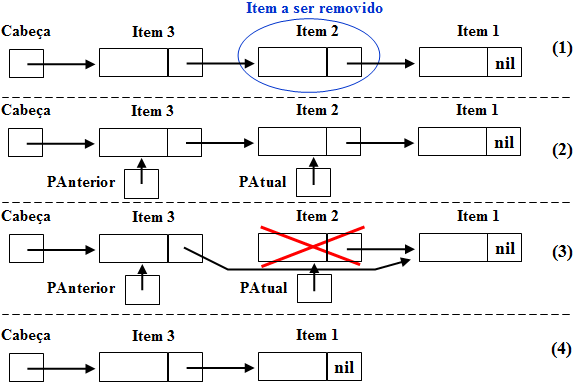 Item a ser removido
Cabeça Item 3 Item 2 Item 1
nil (1)
Cabeça Item 3 Item 2 Item 1
nil (2)
PAnterior PAtual
Cabeça Item 3 Item 2 Item 1
nil (3)
PAnterior PAtual
Cabeça Item 3 Item 1 (4)
nil